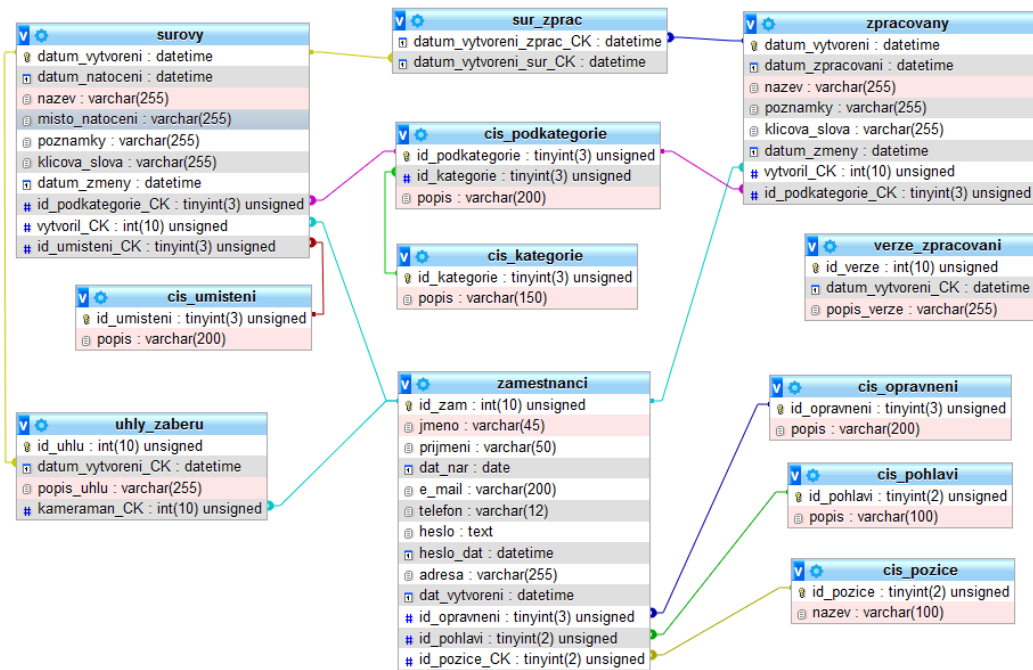 surovy
datum_vytvoreni : datetime
datum_natoceni : datetime
nazev : varchar(255)
misto_natoceni : varchar(255)
poznamky : varchar(255)
klicova_slova : varchar(255)
datum_zmeny : datetime
id_podkategorie_CK : tinyint(3) unsigned
vytvoril_CK : int(10) unsigned
id_umisteni_CK : tinyint(3) unsigned
sur_zprac
datum_vytvoreni_zprac_CK : datetime
datum_vytvoreni_sur_CK : datetime
zpracovany
datum_vytvoreni : datetime
datum_zpracovani : datetime
nazev : varchar(255)
poznamky : varchar(255)
klicova_slova : varchar(255)
datum_zmeny : datetime
vytvoril_CK : int(10) unsigned
id_podkategorie_CK : tinyint(3) unsigned
cis_podkategorie
id_podkategorie : tinyint(3) unsigned
id_kategorie : tinyint(3) unsigned
popis : varchar(200)
cis_kategorie
id_kategorie : tinyint(3) unsigned
popis : varchar(150)
verze_zpracovani
id_verze : int(10) unsigned
datum_vytvoreni_CK : datetime
popis_verze : varchar(255)
cis_umisteni
id_umisteni : tinyint(3) unsigned
popis : varchar(200)
uhly_zaberu
id_uhlu : int(10) unsigned
datum_vytvoreni_CK : datetime
popis_uhlu : varchar(255)
kameraman_CK : int(10) unsigned
zamestnanci
id_zam : int(10) unsigned
jmeno : varchar(45)
prijmeni : varchar(50)
dat_nar : date
e_mail : varchar(200)
telefon : varchar(12)
heslo : text
heslo_dat : datetime
adresa : varchar(255)
dat_vytvoreni : datetime
id_opravneni : tinyint(3) unsigned
id_pohlavi : tinyint(2) unsigned
id_pozice_CK : tinyint(2) unsigned
cis_opravneni
id_opravneni : tinyint(3) unsigned
popis : varchar(200)
cis_pohlavi
id_pohlavi : tinyint(2) unsigned
popis : varchar(100)
cis_pozice
id_pozice : tinyint(2) unsigned
nazev : varchar(100)